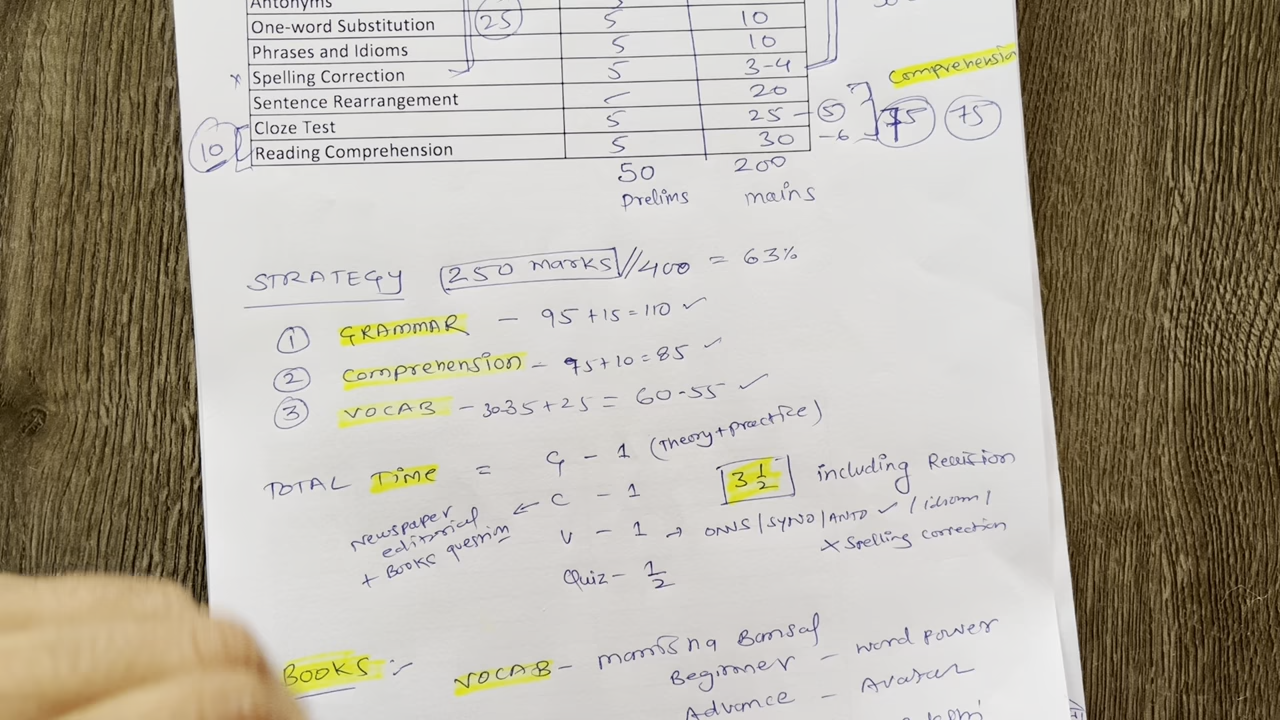 Antonyms
25
One-word Substitution 5 10
Phrases and Idioms 5 10
x Spelling Correction 5 3-4
Comprehension
Sentence Rearrangement 5 20
Cloze Test 5 25 - 5
75 75
10
Reading Comprehension 5 30 - 6
50 200
Prelims mains
STRATEGY 250 marks//400 = 63%
1 GRAMMAR - 95+15=110 ✓
2 Comprehension - 75+10=85 ✓
3 VOCAB - 30-35+25= 60-55 ✓
TOTAL TIME = G - 1 (Theory+practice)
3 1/2 including Revision
Newspaper editorial + Books question ← C - 1
V - 1 → OWS/SYNO/ANTO ✓/idiom/
x Spelling correction
Quiz - 1/2
BOOKS :- VOCAB - Manisha Bansal
Beginner - word power
Advance - Avatar